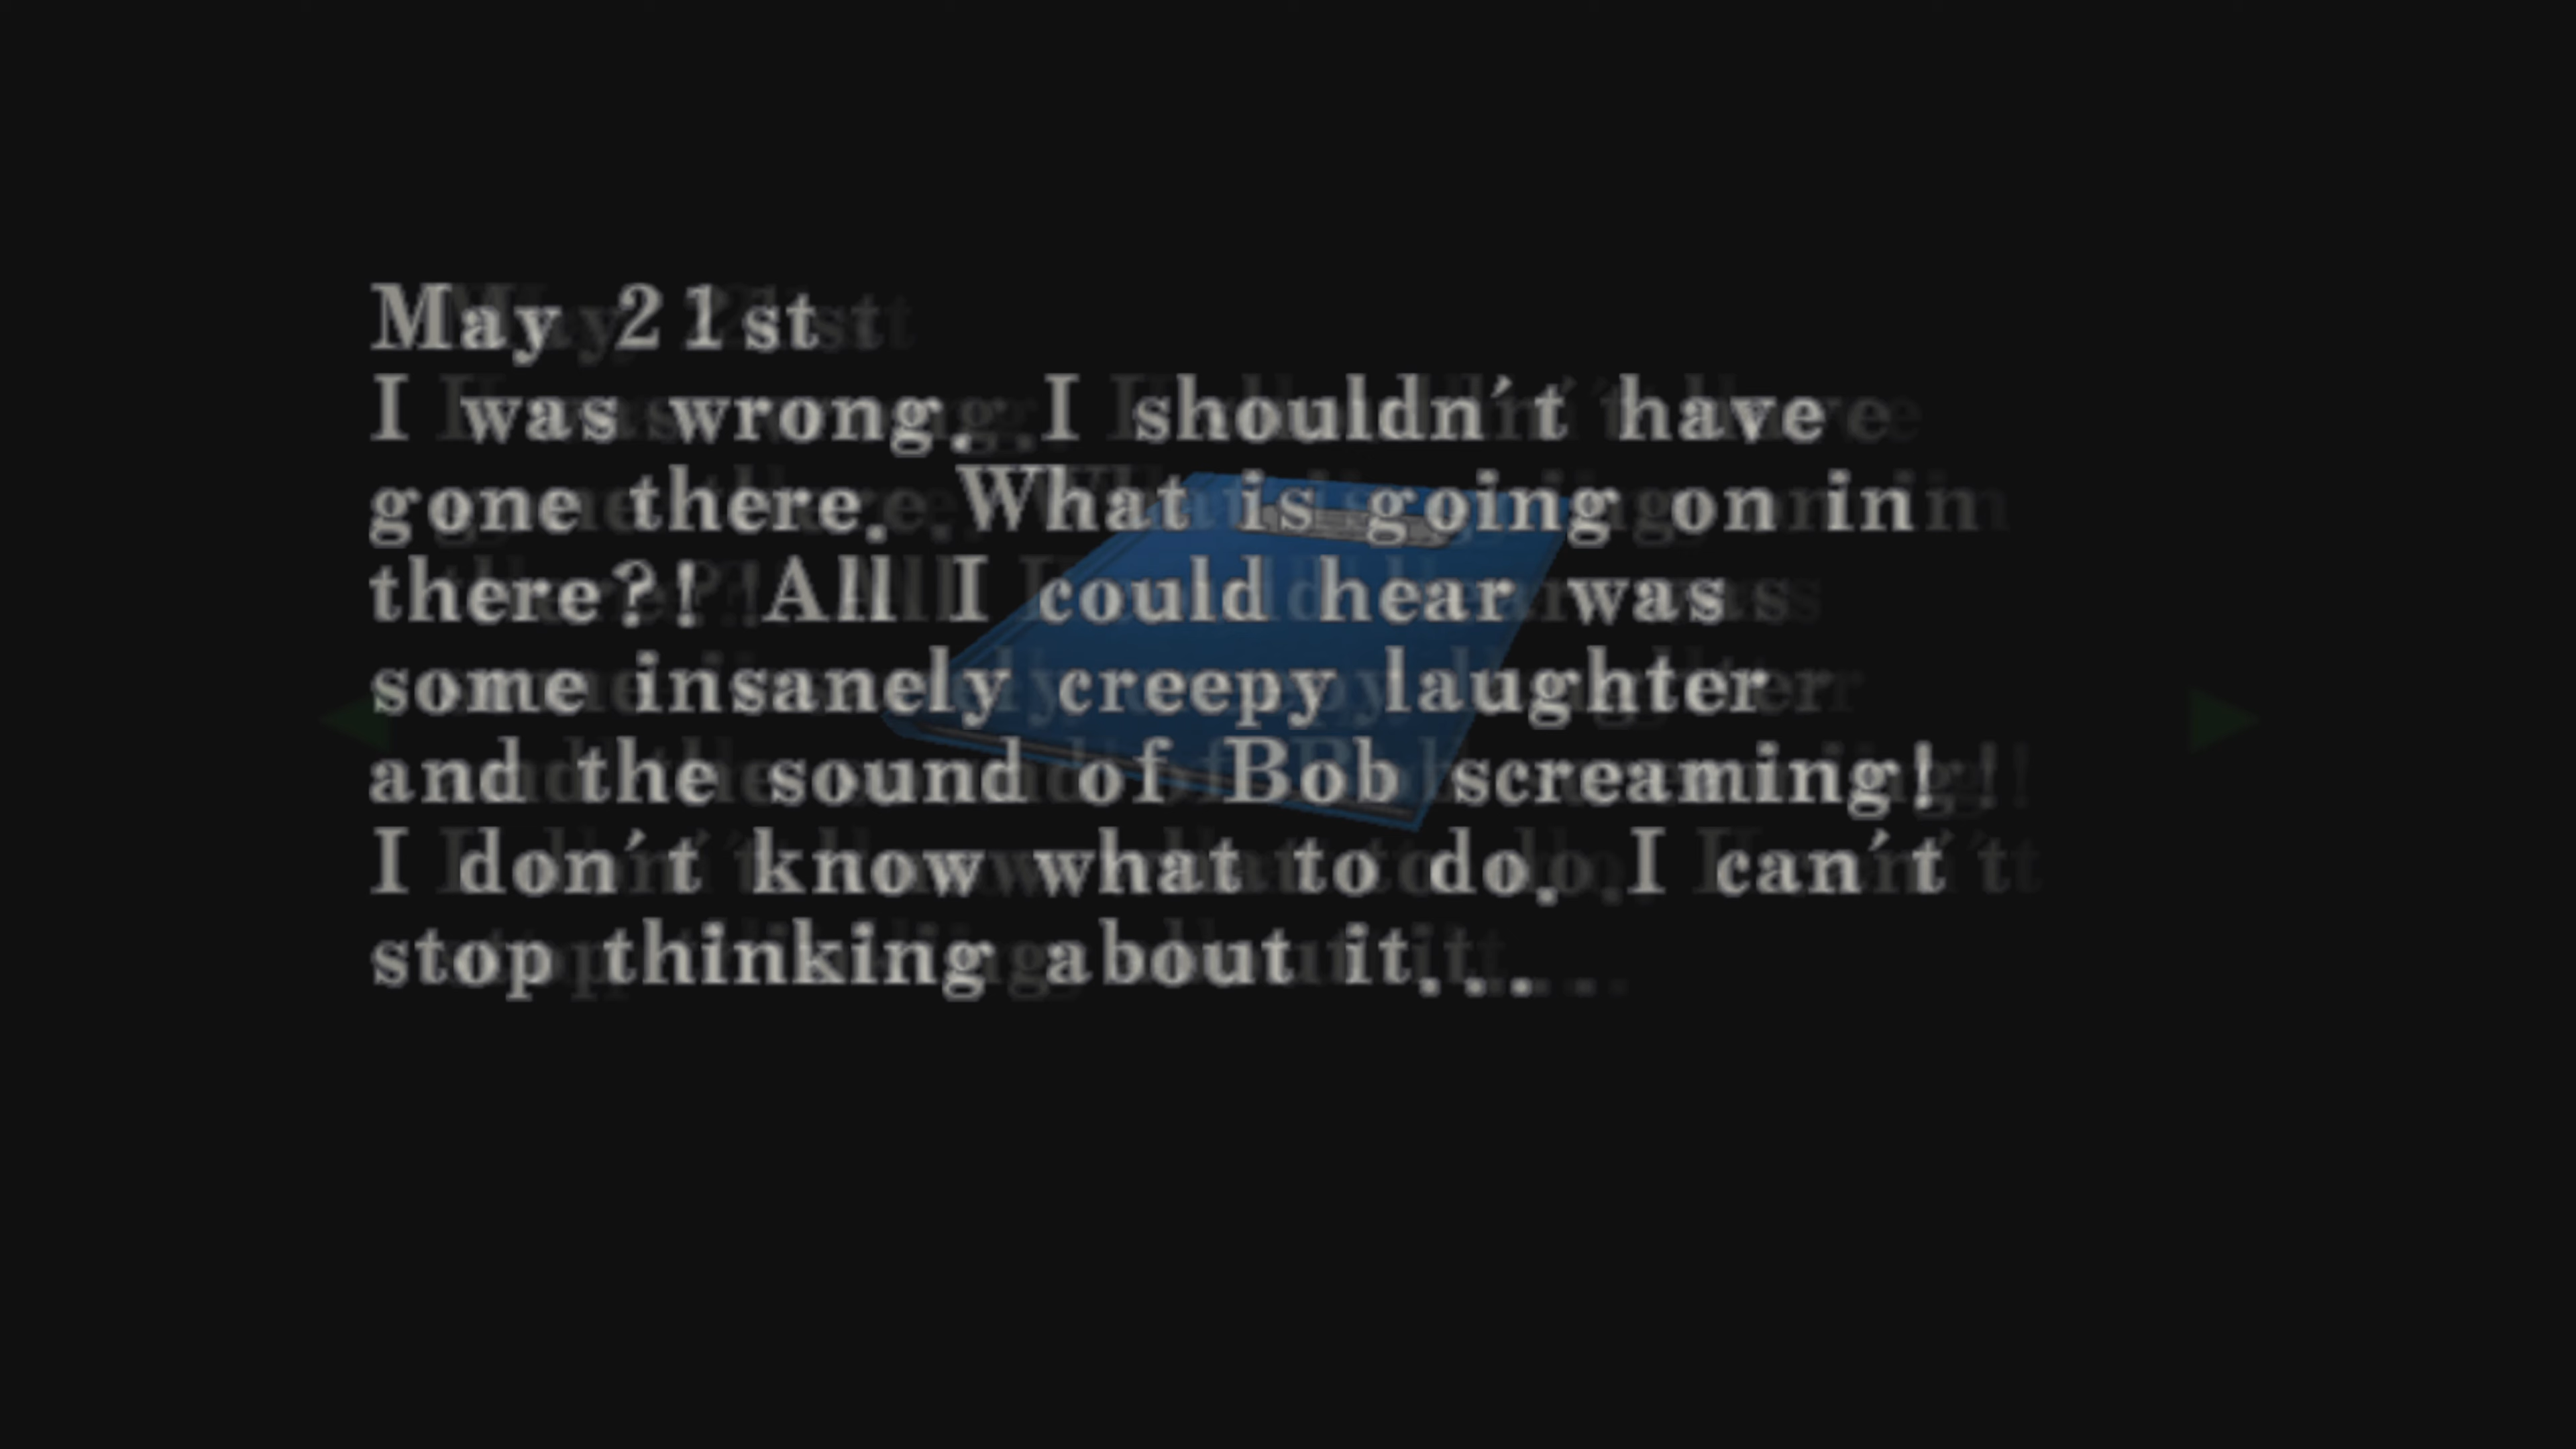 May 21st
I was wrong. I shouldn't have
gone there. What is going on in
there?! All I could hear was
some insanely creepy laughter
and the sound of Bob screaming!
I don't know what to do. I can't
stop thinking about it...